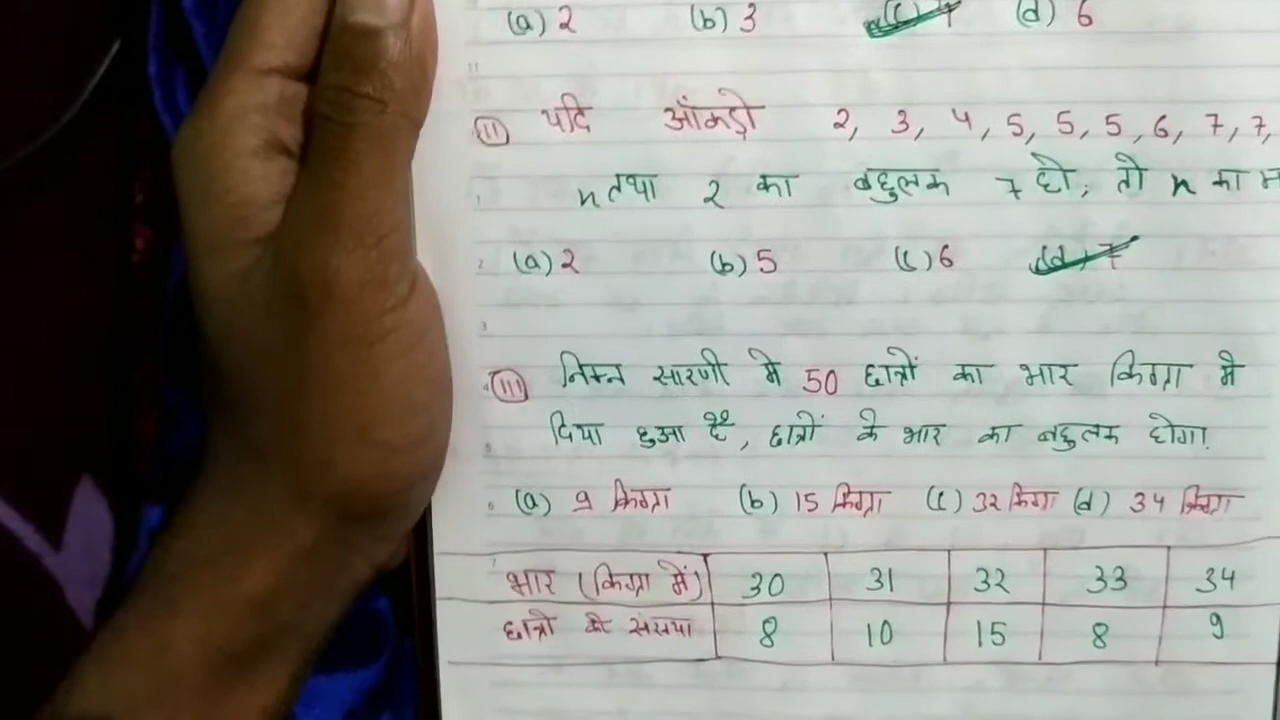 (a) 2 (b) 3 (c) 4 (d) 6
(ii) यदि आँकड़ो 2, 3, 4, 5, 5, 5, 6, 7, 7,
n तथा 2 का बहुलक 7 हो, तो n का म
(a) 2 (b) 5 (c) 6 (d) 7
(iii) निम्न सारणी मे 50 छात्रों का भार किग्रा मे
दिया हुआ है, छात्रों के भार का बहुलक होगा.
(a) 9 किग्रा (b) 15 किग्रा (c) 32 किग्रा (d) 34 किग्रा
भार (किग्रा में) 30 31 32 33 34
छात्रो की संख्या 8 10 15 8 9